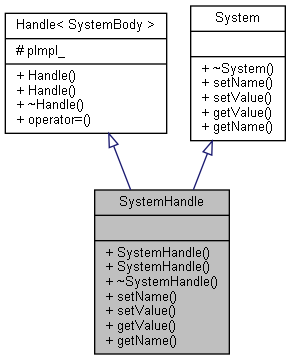 Handle< SystemBody >
# pImpl_
+ Handle()
+ Handle()
+ ~Handle()
+ operator=()
System
+ ~System()
+ setName()
+ setValue()
+ getValue()
+ getName()
SystemHandle
+ SystemHandle()
+ SystemHandle()
+ ~SystemHandle()
+ setName()
+ setValue()
+ getValue()
+ getName()